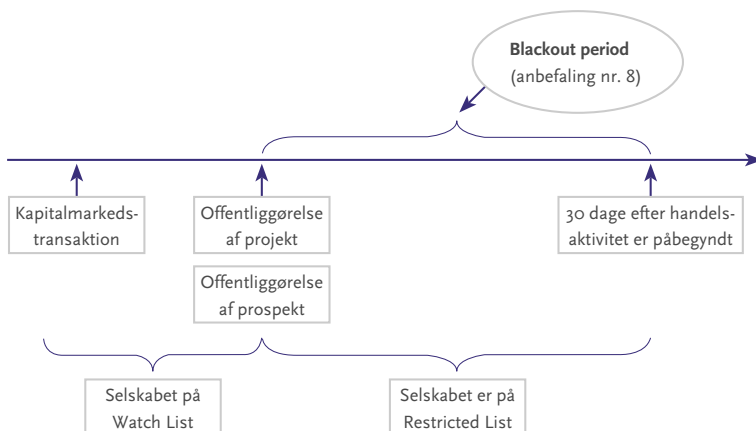 Blackout period
(anbefaling nr. 8)
Kapitalmarkeds-
transaktion
Offentliggørelse
af projekt
30 dage efter handels-
aktivitet er påbegyndt
Offentliggørelse
af prospekt
Selskabet på
Watch List
Selskabet er på
Restricted List